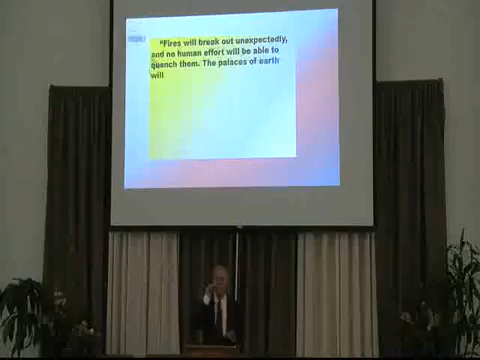 "Fires will break out unexpectedly,
and no human effort will be able to
quench them. The palaces of earth
will